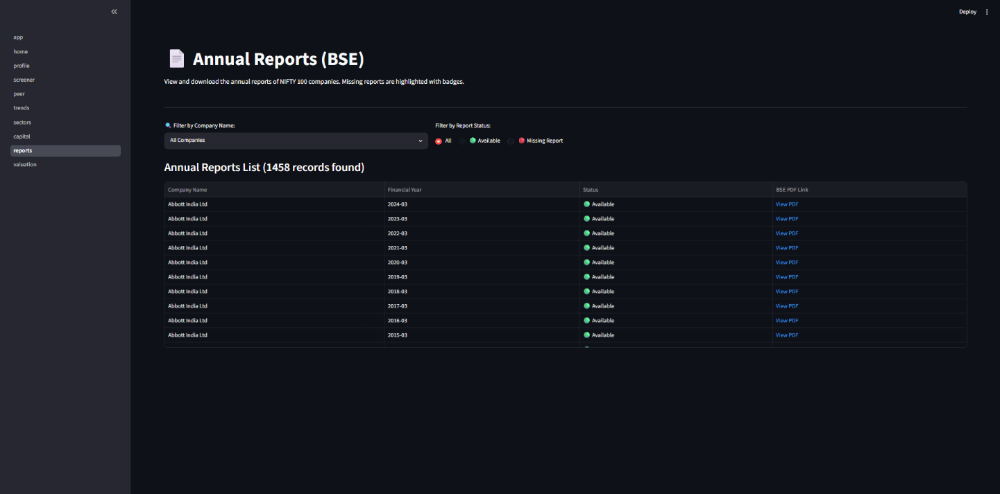 Deploy
app
home
profile
screener
peer
trends
sectors
capital
reports
valuation
Annual Reports (BSE)
View and download the annual reports of NIFTY 100 companies. Missing reports are highlighted with badges.
Filter by Company Name:
All Companies
Filter by Report Status:
All Available Missing Report
Annual Reports List (1458 records found)
Company Name Financial Year Status BSE PDF Link
Abbott India Ltd 2024-03 Available View PDF
Abbott India Ltd 2023-03 Available View PDF
Abbott India Ltd 2022-03 Available View PDF
Abbott India Ltd 2021-03 Available View PDF
Abbott India Ltd 2020-03 Available View PDF
Abbott India Ltd 2019-03 Available View PDF
Abbott India Ltd 2018-03 Available View PDF
Abbott India Ltd 2017-03 Available View PDF
Abbott India Ltd 2016-03 Available View PDF
Abbott India Ltd 2015-03 Available View PDF